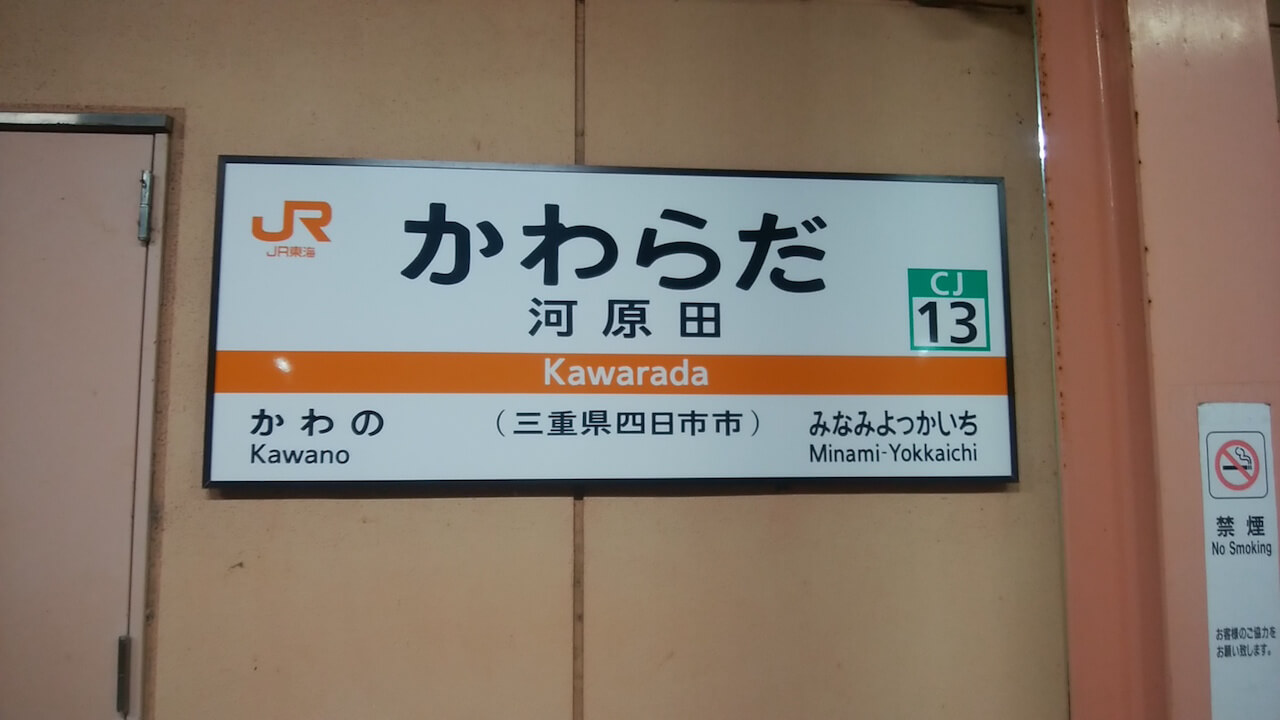 JR
JR東海
かわらだ
河原田
CJ
13
Kawarada
かわの
Kawano
（三重県四日市市）
みなみよっかいち
Minami-Yokkaichi
禁煙
No Smoking
お客様のご協力を
お願い致します。